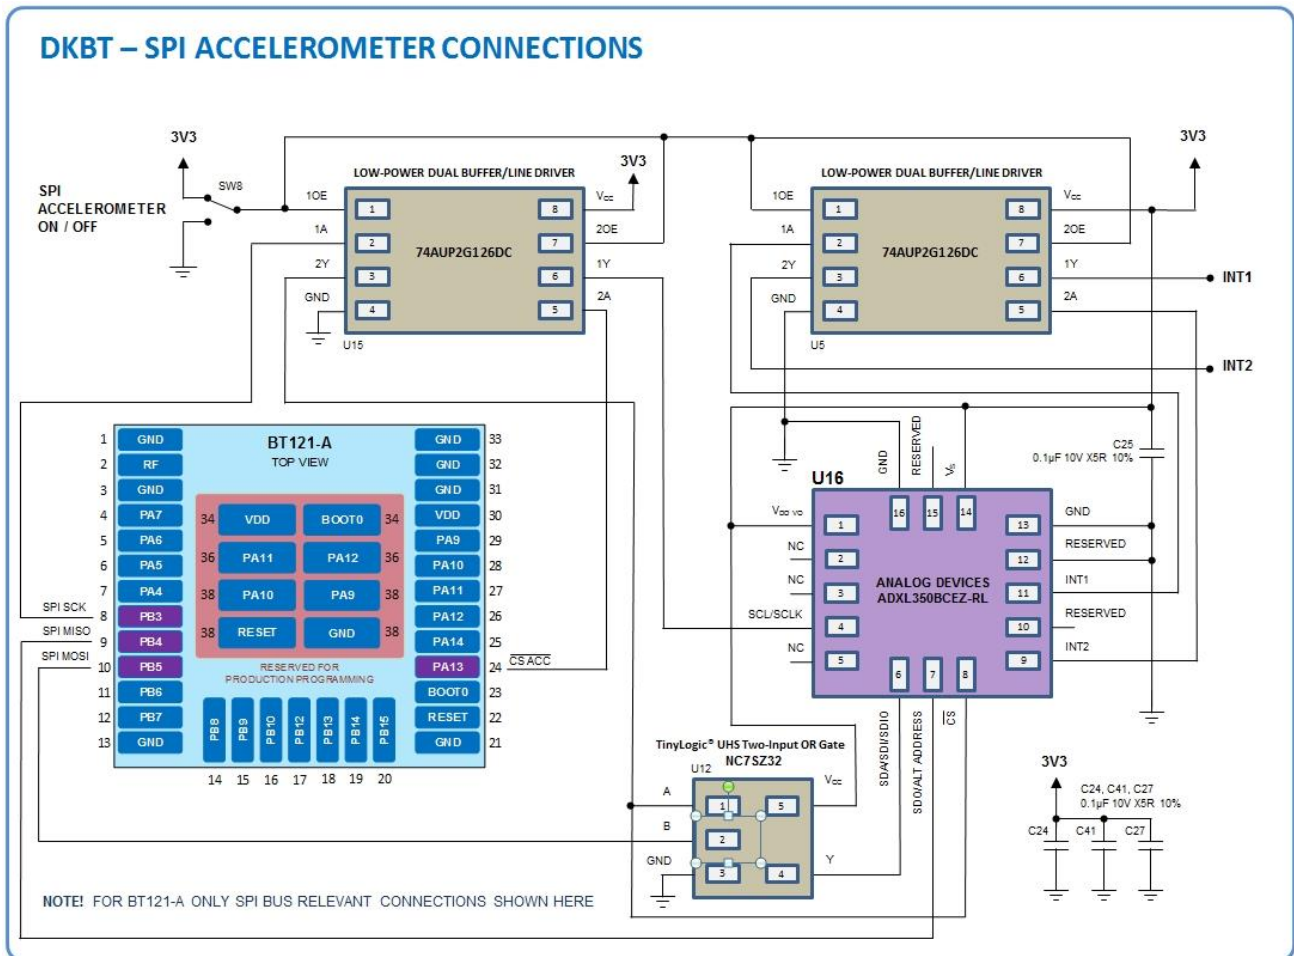 DKBT – SPI ACCELEROMETER CONNECTIONS
3V3
SPI
ACCELEROMETER
ON / OFF
SW8
LOW-POWER DUAL BUFFER/LINE DRIVER
3V3
1OE
1A
2Y
GND
1
2
3
4
74AUP2G126DC
8
7
6
5
Vcc
2OE
1Y
2A
U15
LOW-POWER DUAL BUFFER/LINE DRIVER
3V3
1OE
1A
2Y
GND
1
2
3
4
74AUP2G126DC
8
7
6
5
Vcc
2OE
1Y
2A
U5
INT1
INT2
BT121-A
TOP VIEW
1 GND
2 RF
3 GND
4 PA7
5 PA6
6 PA5
7 PA4
SPI SCK
8 PB3
SPI MISO
9 PB4
SPI MOSI
10 PB5
11 PB6
12 PB7
13 GND
34 VDD BOOT0 34
36 PA11 PA12 36
38 PA10 PA9 38
38 RESET GND 38
RESERVED FOR
PRODUCTION PROGRAMMING
PB8 PB9 PB10 PB12 PB13 PB14 PB15
14 15 16 17 18 19 20
GND 33
GND 32
GND 31
VDD 30
PA9 29
PA10 28
PA11 27
PA12 26
PA14 25
PA13 24 CS ACC
BOOT0 23
RESET 22
GND 21
C25
0.1µF 10V X5R 10%
U16
GND
RESERVED
Vs
16 15 14
VDD I/O
NC
NC
SCL/SCLK
NC
1
2
3
4
5
ANALOG DEVICES
ADXL350BCEZ-RL
13
12
11
10
9
GND
RESERVED
INT1
RESERVED
INT2
6 7 8
SDA/SDI/SDIO
SDO/ALT ADDRESS
CS
TinyLogic® UHS Two-Input OR Gate
NC7SZ32
U12
A
B
GND
1
2
3
5
4
Vcc
Y
3V3
C24, C41, C27
0.1µF 10V X5R 10%
C24 C41 C27
NOTE! FOR BT121-A ONLY SPI BUS RELEVANT CONNECTIONS SHOWN HERE